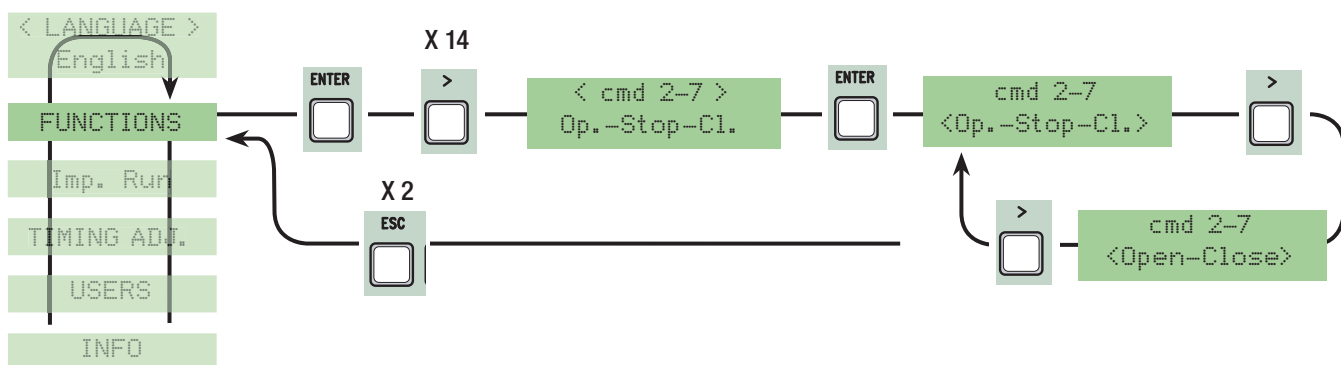 < LANGUAGE >
English
FUNCTIONS
Imp. Run
TIMING ADJ.
USERS
INFO
ENTER
X 14
>
< cmd 2–7 >
Op.–Stop–Cl.
ENTER
cmd 2–7
<Op.–Stop–Cl.>
>
cmd 2–7
<Open–Close>
>
X 2
ESC